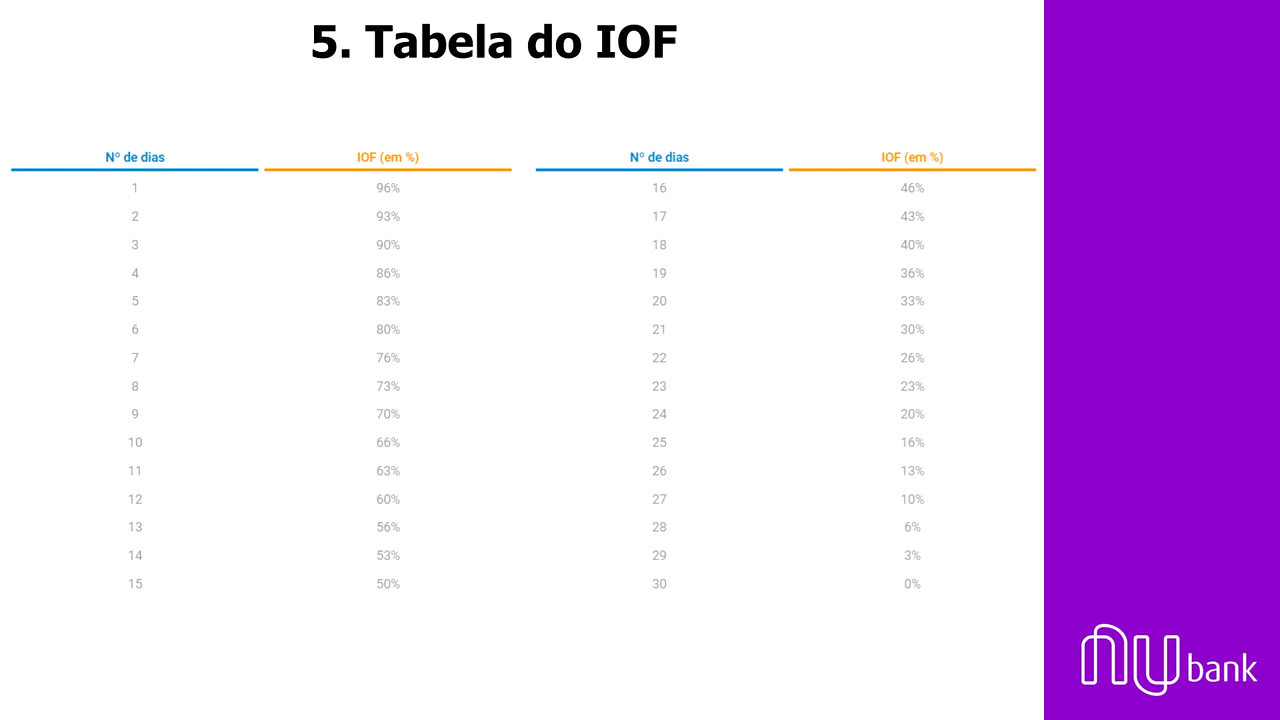 5. Tabela do IOF
Nº de dias IOF (em %) Nº de dias IOF (em %)
1 96% 16 46%
2 93% 17 43%
3 90% 18 40%
4 86% 19 36%
5 83% 20 33%
6 80% 21 30%
7 76% 22 26%
8 73% 23 23%
9 70% 24 20%
10 66% 25 16%
11 63% 26 13%
12 60% 27 10%
13 56% 28 6%
14 53% 29 3%
15 50% 30 0%
nu bank